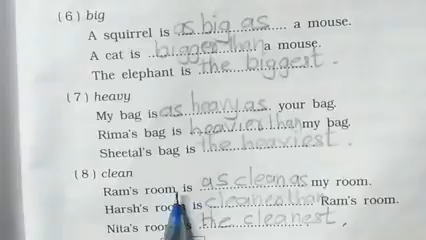 (6) big
A squirrel is as big as a mouse.
A cat is bigger than a mouse.
The elephant is the biggest.
(7) heavy
My bag is as heavy as your bag.
Rima's bag is heavier than my bag.
Sheetal's bag is the heaviest.
(8) clean
Ram's room is as clean as my room.
Harsh's room is cleaner than Ram's room.
Nita's room is the cleanest.